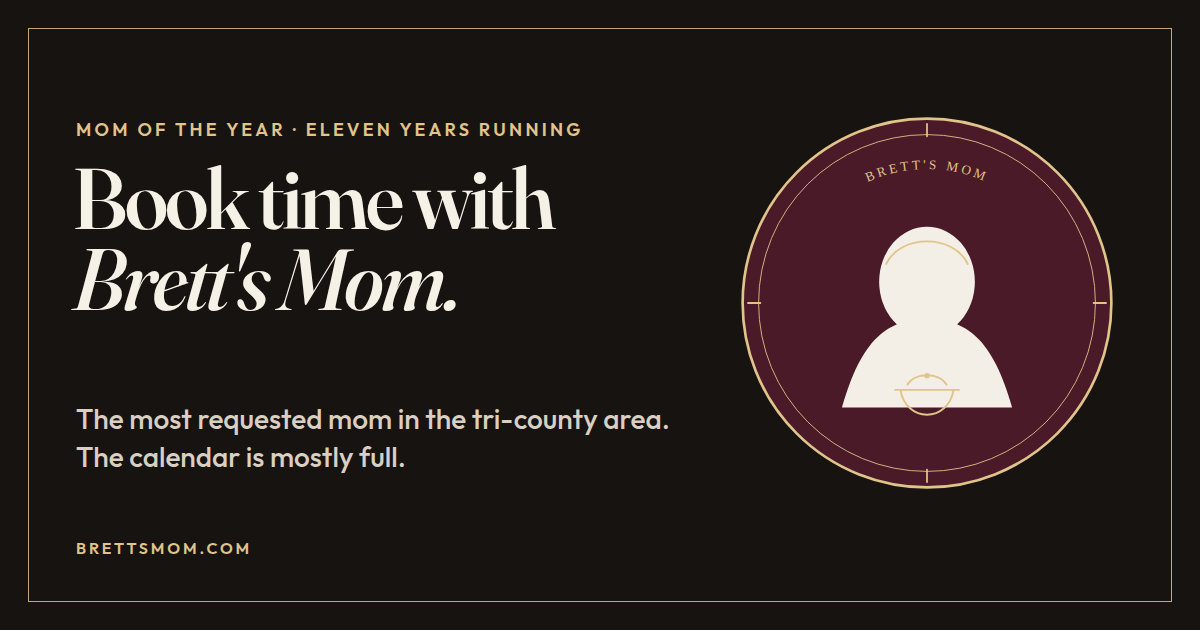 MOM OF THE YEAR · ELEVEN YEARS RUNNING
Book time with
Brett's Mom.
The most requested mom in the tri-county area.
The calendar is mostly full.
BRETTSMOM.COM
BRETT'S MOM